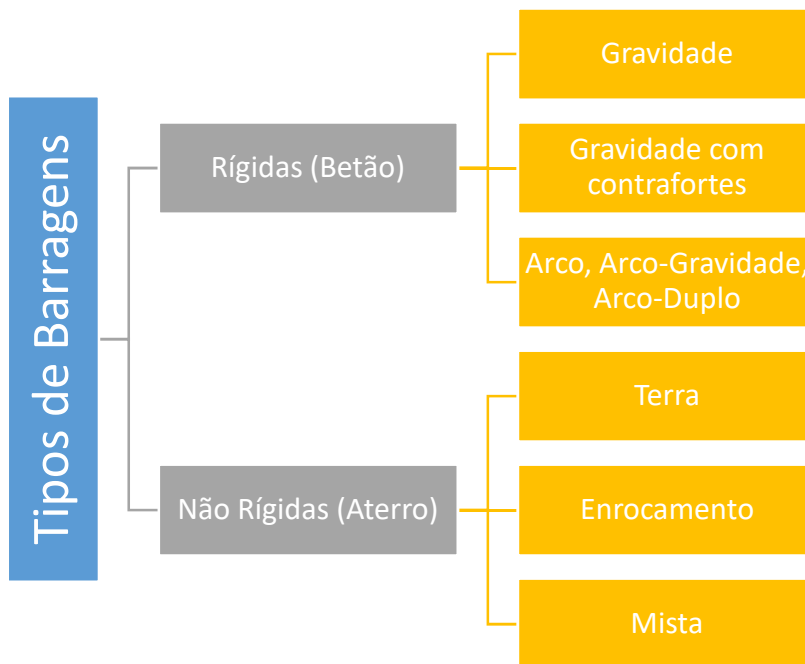 Tipos de Barragens
Rígidas (Betão)
Gravidade
Gravidade com
contrafortes
Arco, Arco-Gravidade,
Arco-Duplo
Não Rígidas (Aterro)
Terra
Enrocamento
Mista